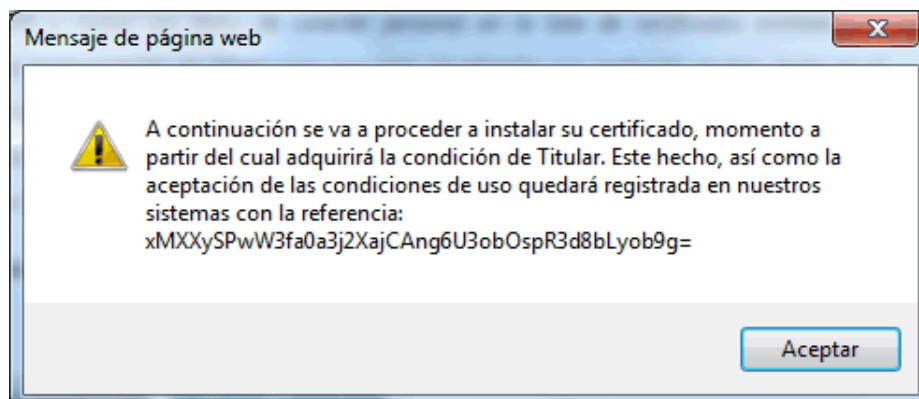 Mensaje de página web
A continuación se va a proceder a instalar su certificado, momento a
partir del cual adquirirá la condición de Titular. Este hecho, así como la
aceptación de las condiciones de uso quedará registrada en nuestros
sistemas con la referencia:
xMXXySPwW3fa0a3j2XajCAng6U3obOspR3d8bLyob9g=
Aceptar